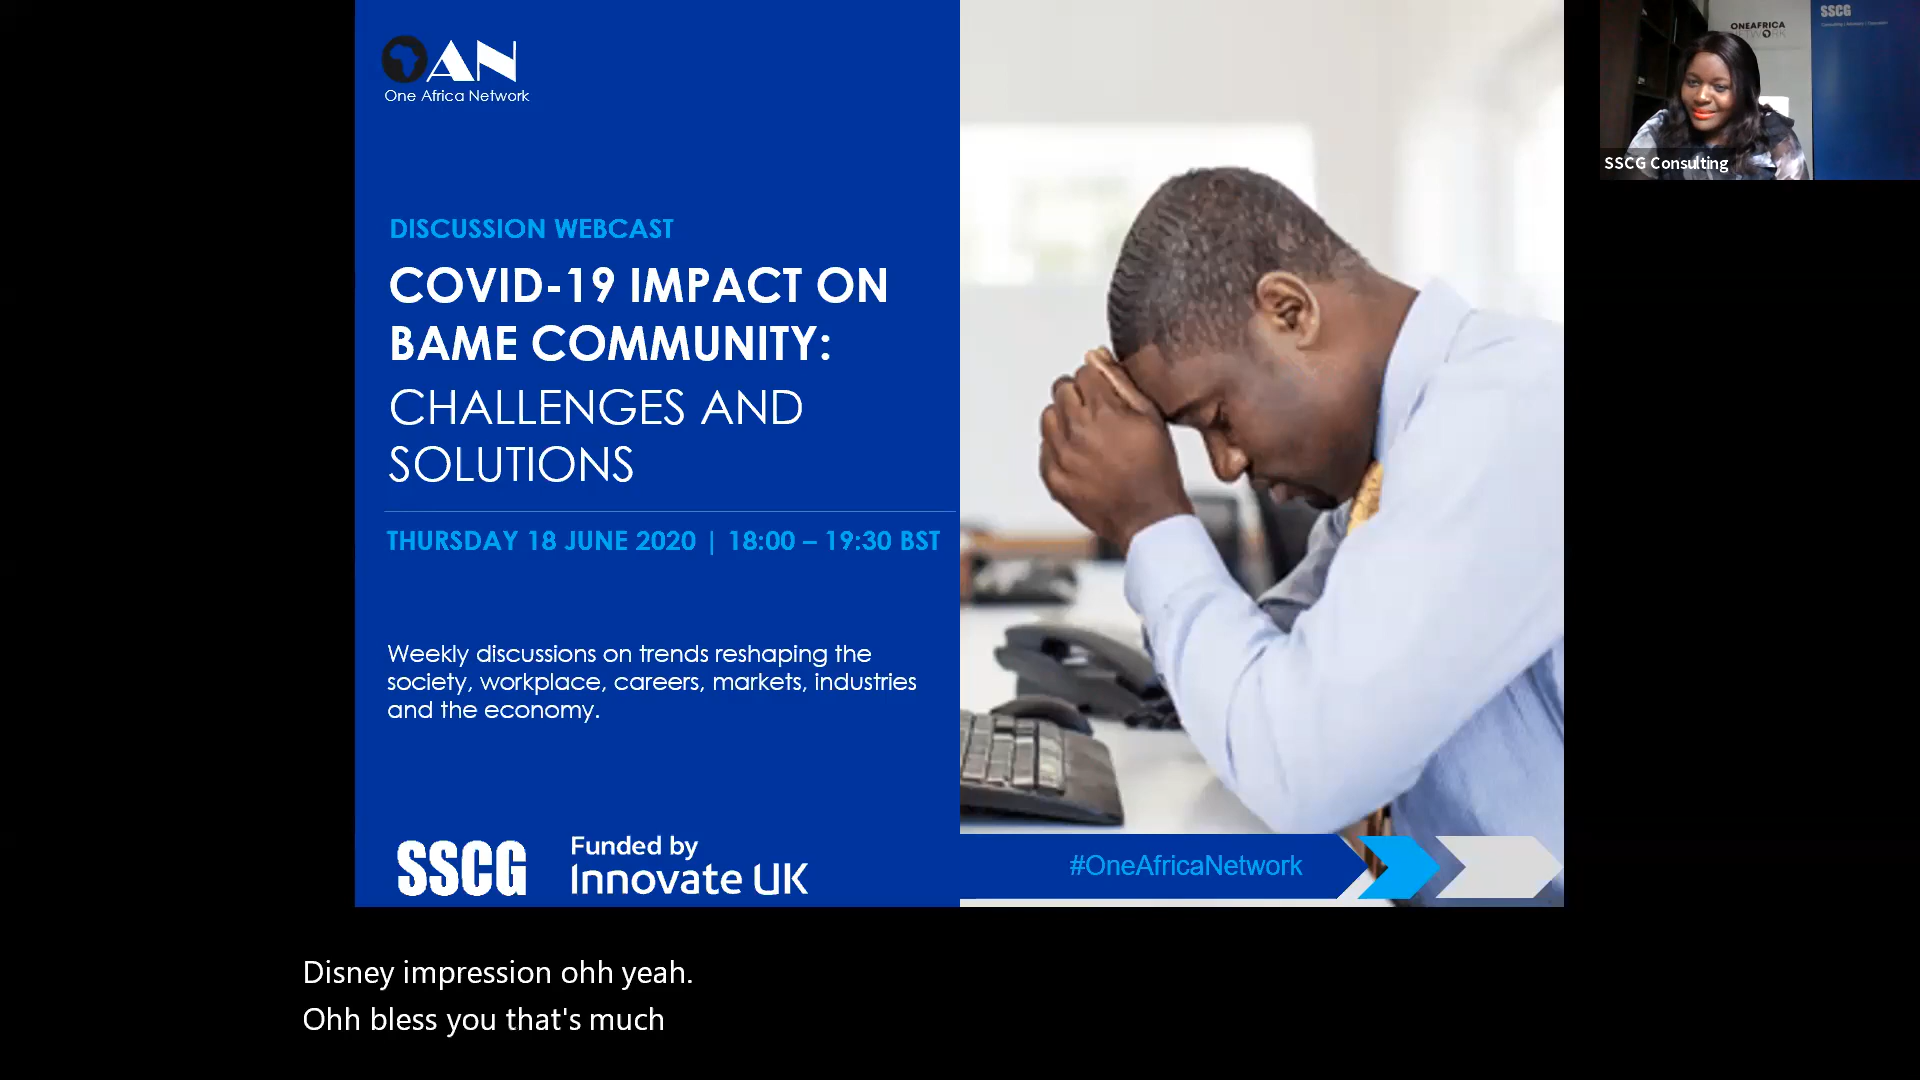 OAN
One Africa Network
DISCUSSION WEBCAST
COVID-19 IMPACT ON
BAME COMMUNITY:
CHALLENGES AND
SOLUTIONS
THURSDAY 18 JUNE 2020 | 18:00 – 19:30 BST
Weekly discussions on trends reshaping the
society, workplace, careers, markets, industries
and the economy.
SSCG
Funded by
Innovate UK
#OneAfricaNetwork
ONEAFRICA
NETWORK
SSCG
SSCG Consulting
Disney impression ohh yeah.
Ohh bless you that's much